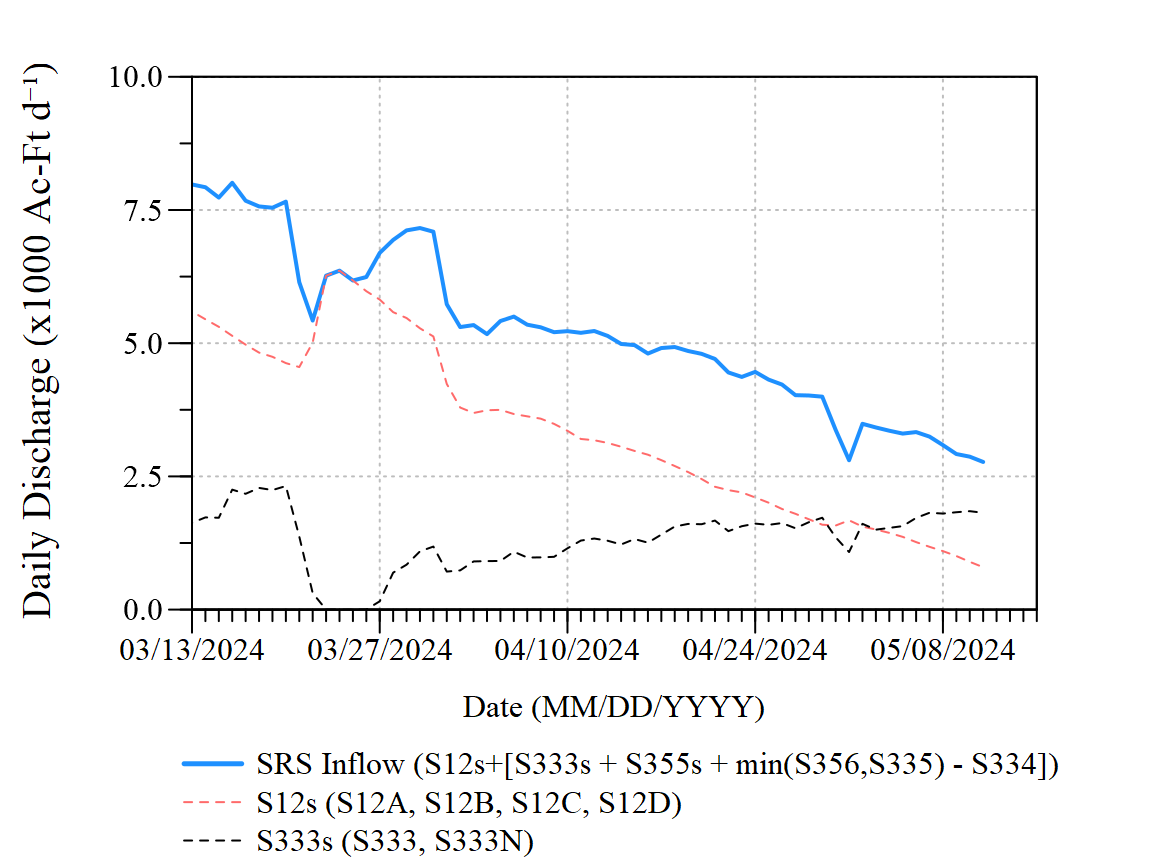 Daily Discharge (x1000 Ac-Ft d⁻¹)
10.0
7.5
5.0
2.5
0.0
03/13/2024 03/27/2024 04/10/2024 04/24/2024 05/08/2024
Date (MM/DD/YYYY)
SRS Inflow (S12s+[S333s + S355s + min(S356,S335) - S334])
S12s (S12A, S12B, S12C, S12D)
S333s (S333, S333N)